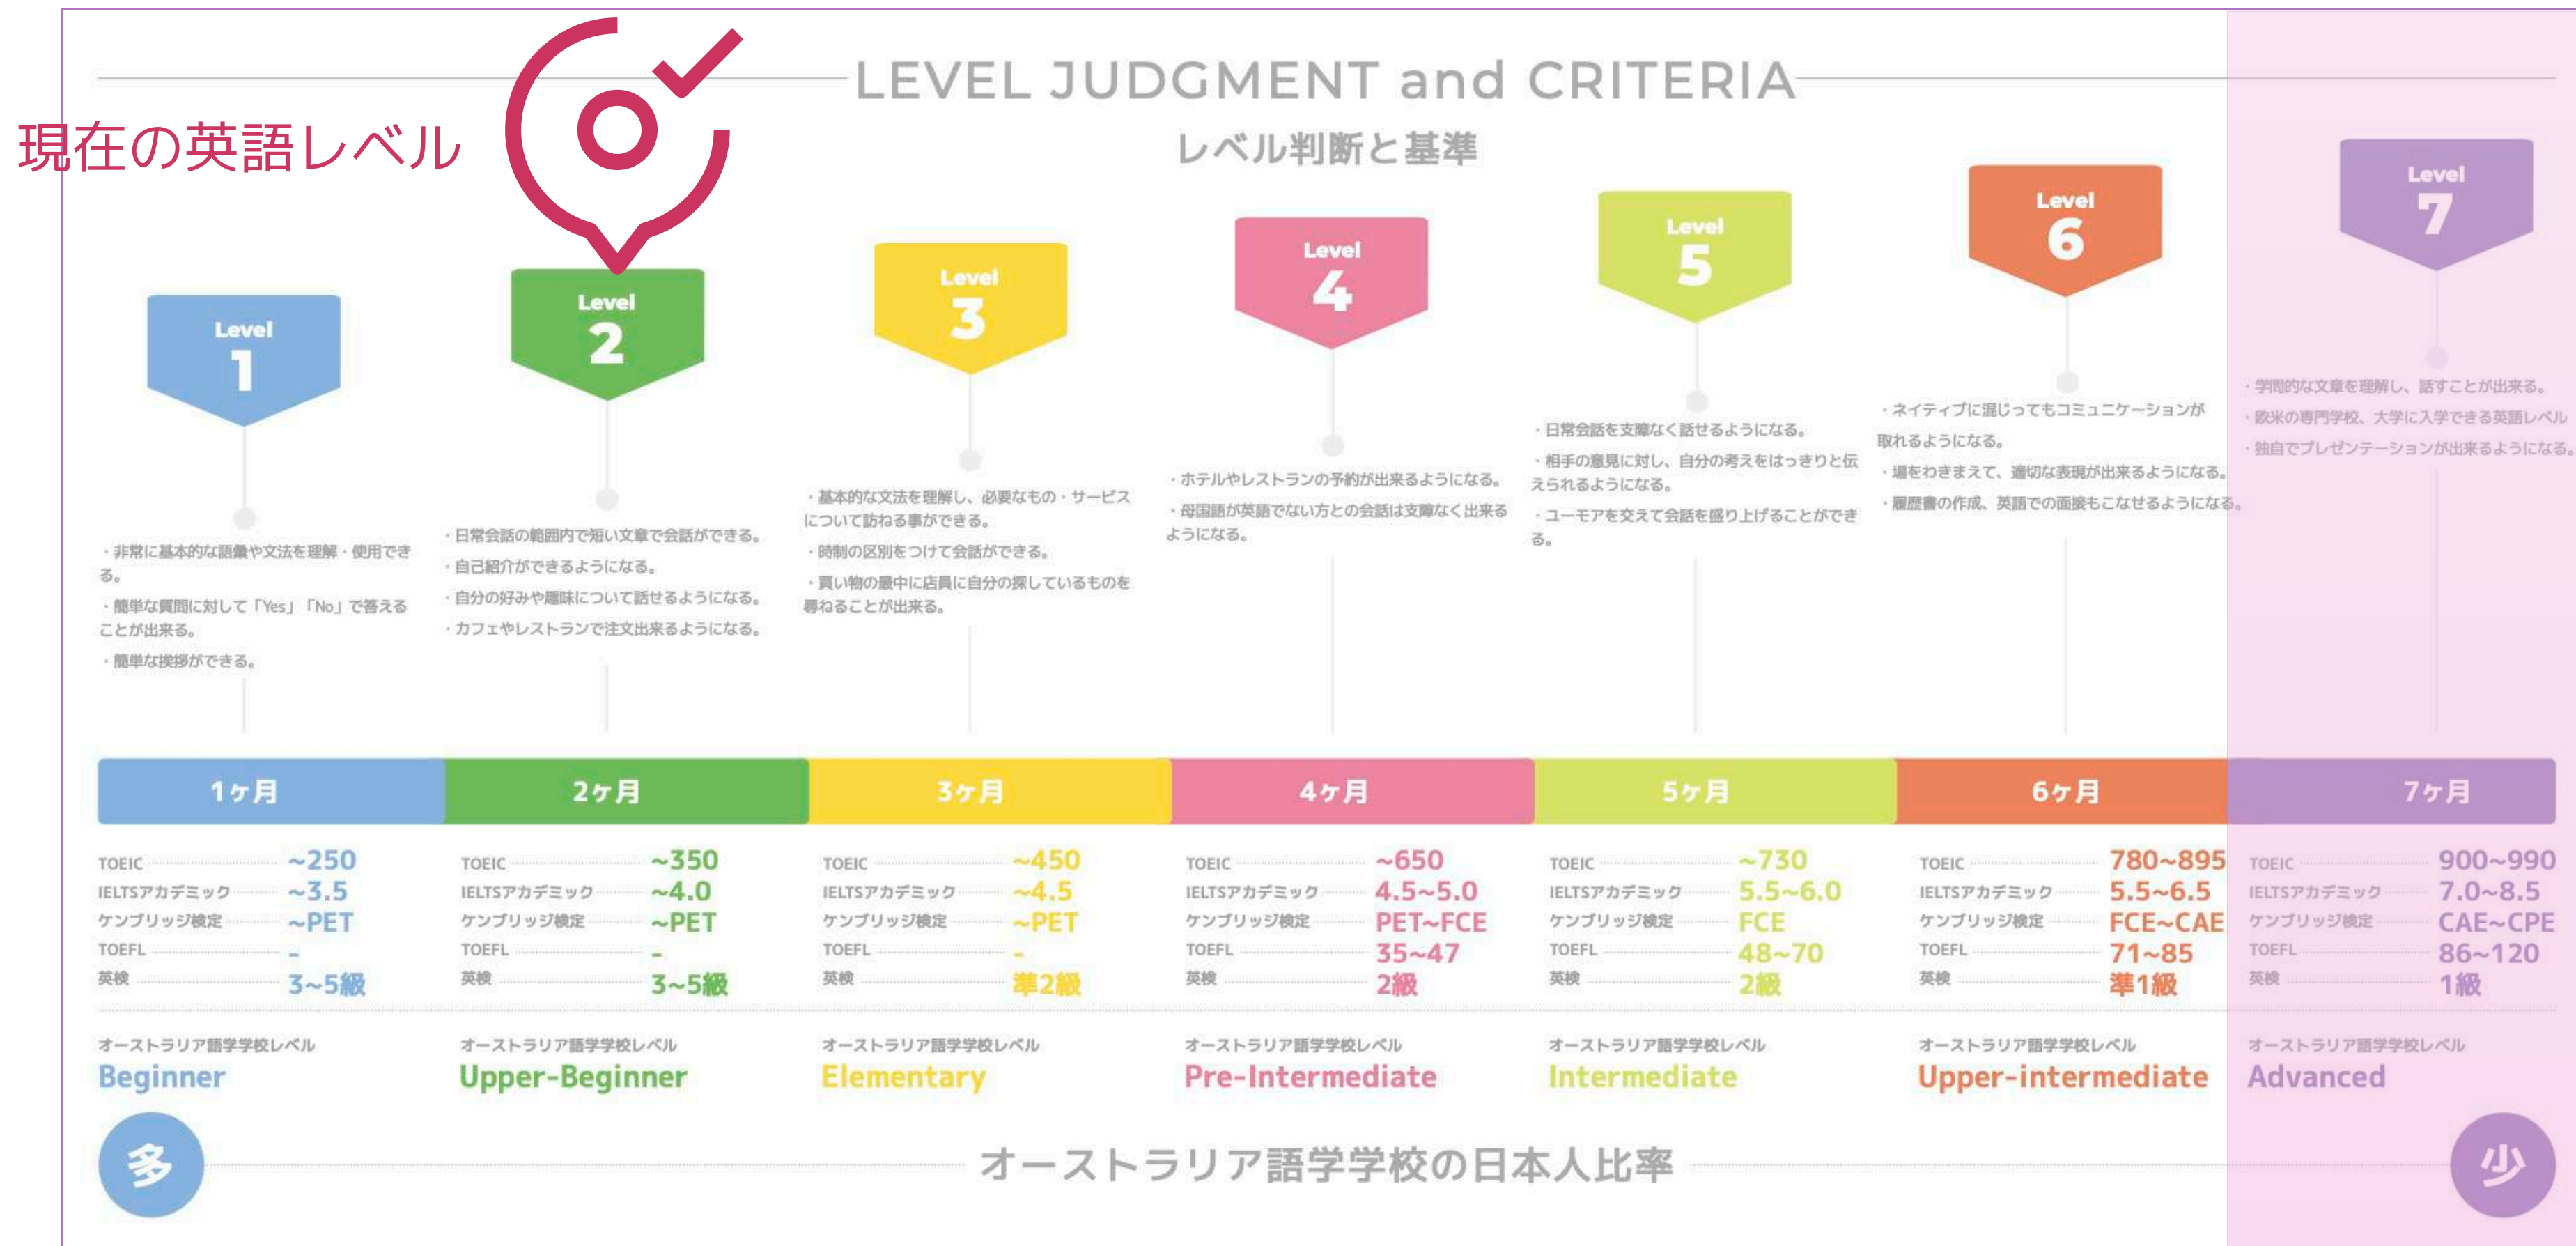 LEVEL JUDGMENT and CRITERIA
現在の英語レベル
レベル判断と基準
Level
1
・非常に基本的な語彙や文法を理解・使用でき
る。
・簡単な質問に対して「Yes」「No」で答える
ことが出来る。
・簡単な挨拶ができる。
Level
2
・日常会話の範囲内で短い文章で会話ができる。
・自己紹介ができるようになる。
・自分の好みや趣味について話せるようになる。
・カフェやレストランで注文出来るようになる。
Level
3
・基本的な文法を理解し、必要なもの・サービス
について訪ねる事ができる。
・時制の区別をつけて会話ができる。
・買い物の最中に店員に自分の探しているものを
尋ねることが出来る。
Level
4
・ホテルやレストランの予約が出来るようになる。
・母国語が英語でない方との会話は支障なく出来る
ようになる。
Level
5
・日常会話を支障なく話せるようになる。
・相手の意見に対し、自分の考えをはっきりと伝
えられるようになる。
・ユーモアを交えて会話を盛り上げることができ
る。
Level
6
・ネイティブに混じってもコミュニケーションが
取れるようになる。
・場をわきまえて、適切な表現が出来るようになる。
・履歴書の作成、英語での面接もこなせるようになる。
Level
7
・学問的な文章を理解し、話すことが出来る。
・欧米の専門学校、大学に入学できる英語レベル
・独自でプレゼンテーションが出来るようになる。
1ヶ月
TOEIC ~250
IELTSアカデミック ~3.5
ケンブリッジ検定 ~PET
TOEFL -
英検 3~5級
オーストラリア語学学校レベル
Beginner
2ヶ月
TOEIC ~350
IELTSアカデミック ~4.0
ケンブリッジ検定 ~PET
TOEFL -
英検 3~5級
オーストラリア語学学校レベル
Upper-Beginner
3ヶ月
TOEIC ~450
IELTSアカデミック ~4.5
ケンブリッジ検定 ~PET
TOEFL -
英検 準2級
オーストラリア語学学校レベル
Elementary
4ヶ月
TOEIC ~650
IELTSアカデミック 4.5~5.0
ケンブリッジ検定 PET~FCE
TOEFL 35~47
英検 2級
オーストラリア語学学校レベル
Pre-Intermediate
5ヶ月
TOEIC ~730
IELTSアカデミック 5.5~6.0
ケンブリッジ検定 FCE
TOEFL 48~70
英検 2級
オーストラリア語学学校レベル
Intermediate
6ヶ月
TOEIC 780~895
IELTSアカデミック 5.5~6.5
ケンブリッジ検定 FCE~CAE
TOEFL 71~85
英検 準1級
オーストラリア語学学校レベル
Upper-intermediate
7ヶ月
TOEIC 900~990
IELTSアカデミック 7.0~8.5
ケンブリッジ検定 CAE~CPE
TOEFL 86~120
英検 1級
オーストラリア語学学校レベル
Advanced
多 オーストラリア語学学校の日本人比率 少